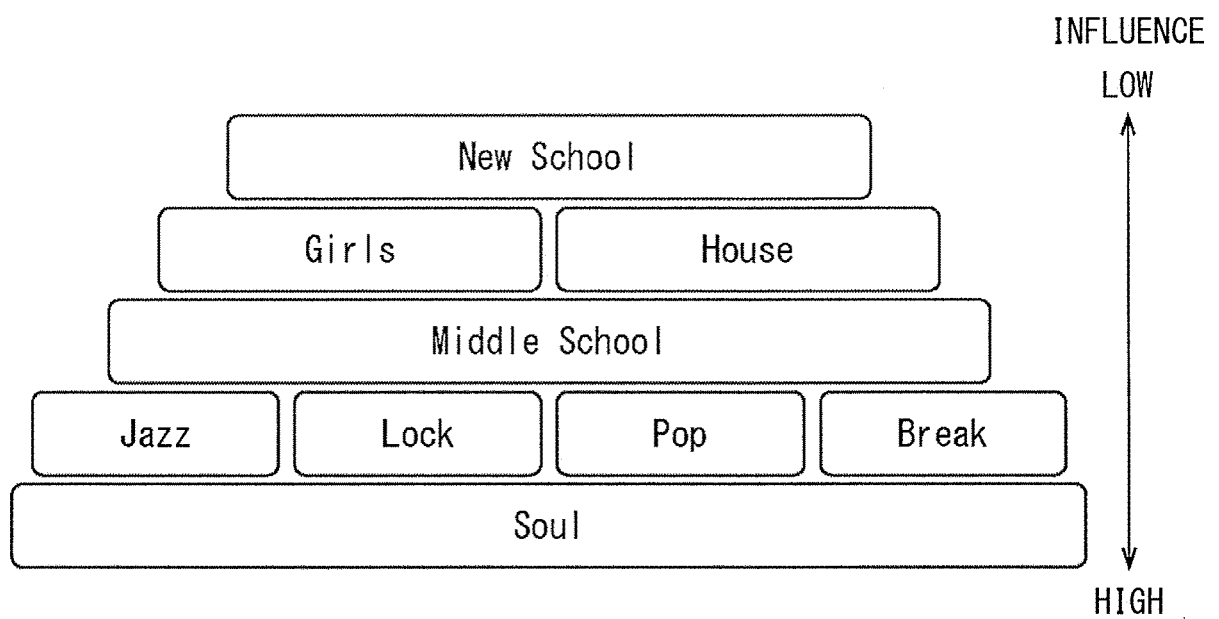 INFLUENCE
LOW
New School
Girls House
Middle School
Jazz Lock Pop Break
Soul
HIGH